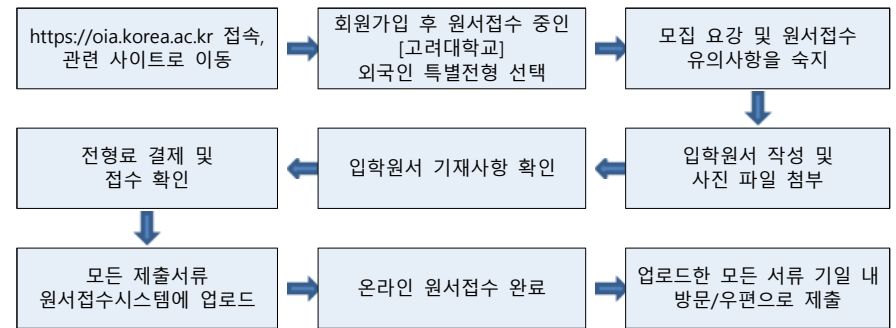 https://oia.korea.ac.kr 접속,
관련 사이트로 이동
회원가입 후 원서접수 중인
[고려대학교]
외국인 특별전형 선택
모집 요강 및 원서접수
유의사항을 숙지
입학원서 작성 및
사진 파일 첨부
입학원서 기재사항 확인
전형료 결제 및
접수 확인
모든 제출서류
원서접수시스템에 업로드
온라인 원서접수 완료
업로드한 모든 서류 기일 내
방문/우편으로 제출